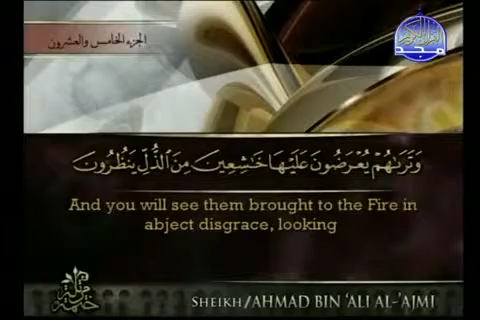 الجزء الخامس والعشرون
المجد
وَتَرَىٰهُمْ يُعْرَضُونَ عَلَيْهَا خَٰشِعِينَ مِنَ ٱلذُّلِّ يَنظُرُونَ
And you will see them brought to the Fire in
abject disgrace, looking
SHEIKH/AHMAD BIN ‘ALI AL-‘AJMI